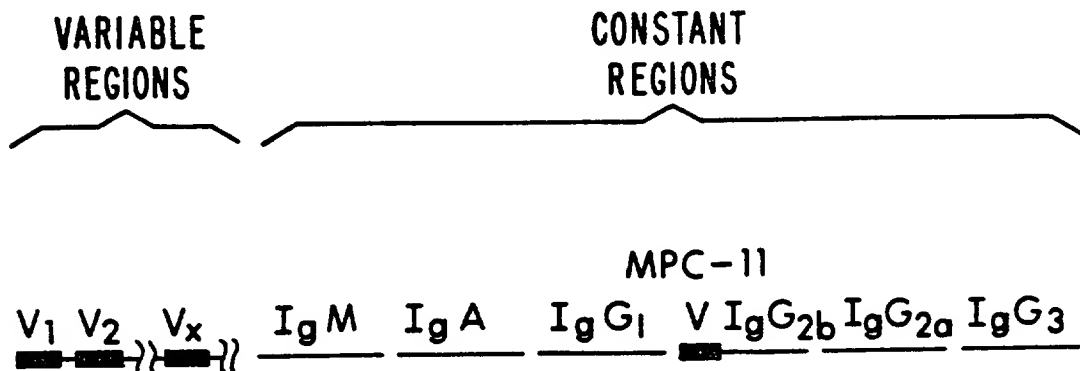 VARIABLE REGIONS
CONSTANT REGIONS
MPC-11
V₁ V₂ Vₓ IgM IgA IgG₁ V IgG₂b IgG₂a IgG₃